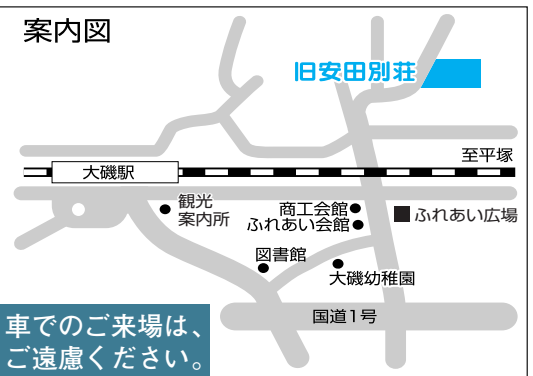 案内図
旧安田別荘
至平塚
大磯駅
観光
案内所
商工会館
ふれあい会館
ふれあい広場
図書館
大磯幼稚園
国道1号
車でのご来場は、
ご遠慮ください。